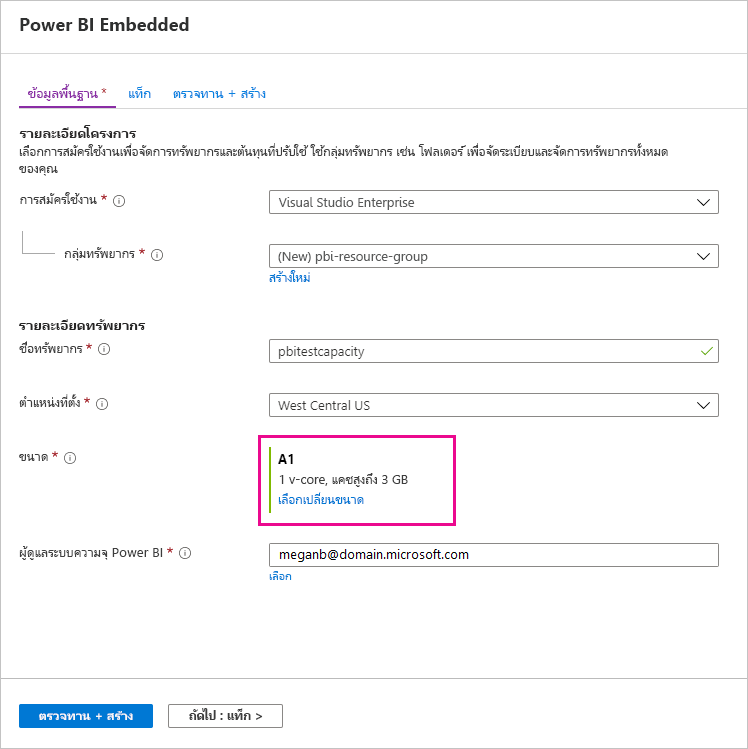 Power BI Embedded
ข้อมูลพื้นฐาน * แท็ก ตรวจทาน + สร้าง
รายละเอียดโครงการ
เลือกการสมัครใช้งานเพื่อจัดการทรัพยากรและต้นทุนที่ปรับใช้ ใช้กลุ่มทรัพยากร เช่น โฟลเดอร์ เพื่อจัดระเบียบและจัดการทรัพยากรทั้งหมด
ของคุณ
การสมัครใช้งาน * Visual Studio Enterprise
กลุ่มทรัพยากร * (New) pbi-resource-group
สร้างใหม่
รายละเอียดทรัพยากร
ชื่อทรัพยากร * pbitestcapacity
ตำแหน่งที่ตั้ง * West Central US
ขนาด * A1
1 v-core, แคชสูงถึง 3 GB
เลือกเปลี่ยนขนาด
ผู้ดูแลระบบความจุ Power BI * meganb@domain.microsoft.com
เลือก
ตรวจทาน + สร้าง ถัดไป : แท็ก >